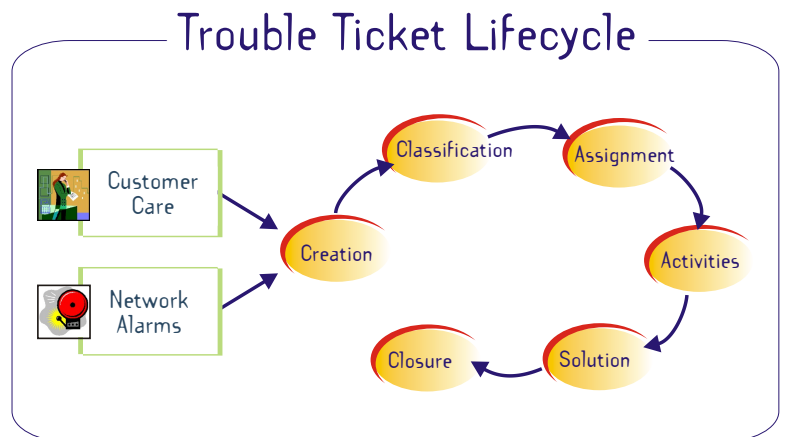 Trouble Ticket Lifecycle
Customer
Care
Network
Alarms
Creation
Classification
Assignment
Activities
Solution
Closure